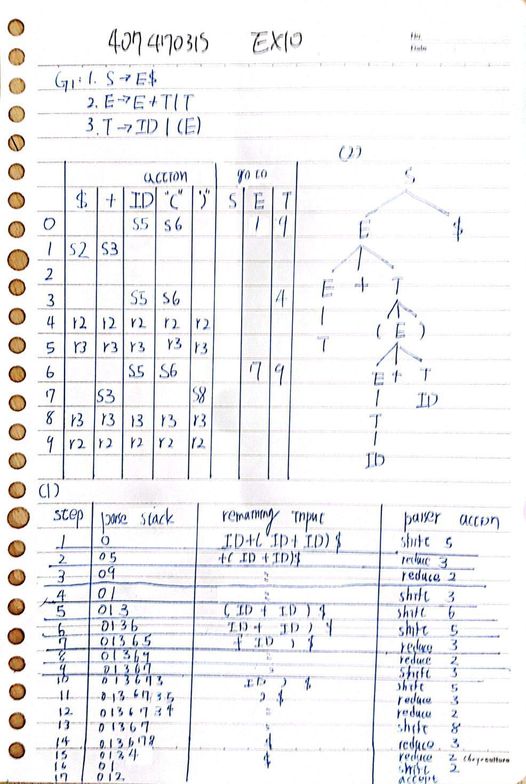 407470315 EX10
G1: 1. S → E$
2. E → E + T | T
3. T → ID | (E)
action goto
$ + ID "(" ")" S E T
0 S5 S6 1 9
1 S2 S3
2
3 S5 S6 4
4 r2 r2 r2 r2 r2
5 r3 r3 r3 r3 r3
6 S5 S6 7 9
7 S3 S8
8 r3 r3 r3 r3 r3
9 r2 r2 r2 r2 r2
(2)
S
E $
E + T
T ( E )
E + T
T ID
ID
(1)
step parse stack remaining input parser action
1 0 ID+( ID+ ID) $ shift 5
2 05 +( ID +ID)$ reduce 3
3 09 " reduce 2
4 01 " shift 3
5 013 ( ID + ID ) $ shift 6
6 0136 ID + ID ) $ shift 5
7 01365 + ID ) $ reduce 3
8 01369 " reduce 2
9 01367 " shift 3
10 013673 ID ) $ shift 5
11 0136735 ) $ reduce 3
12 0136734 " reduce 2
13 01367 " shift 8
14 013678 $ reduce 3
15 0134 $ reduce 2
16 01 shift 2
17 012 accept